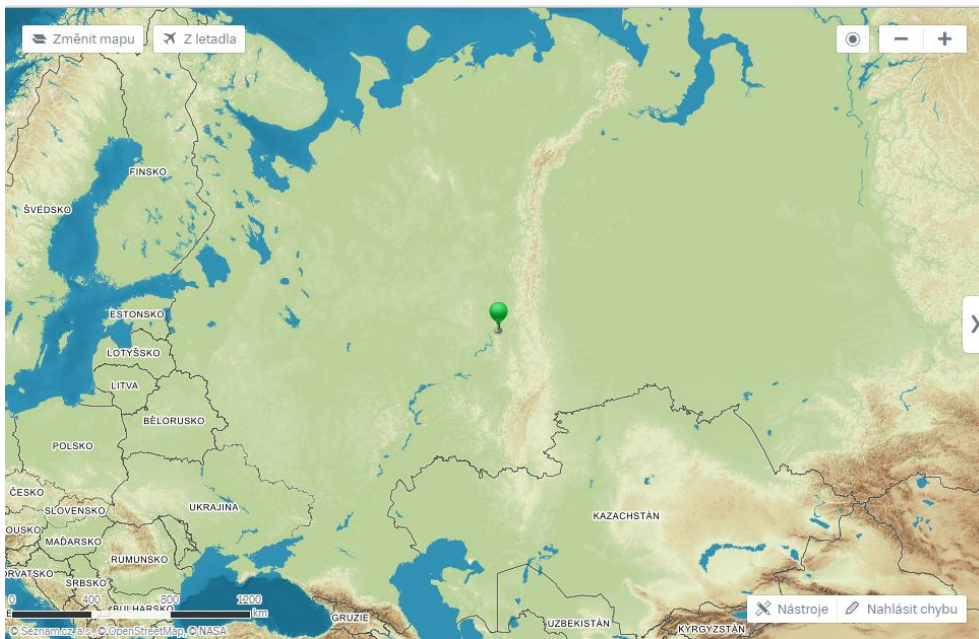 Změnit mapu
Z letadla
FINSKO
ŠVÉDSKO
ESTONSKO
LOTYŠSKO
LITVA
BĚLORUSKO
POLSKO
ČESKO
SLOVENSKO
UKRAJINA
KAZACHSTÁN
MAĎARSKO
RUMUNSKO
SRBSKO
0 400 800 1200
km
BULHARSKO
GRUZIE
UZBEKISTÁN
KYRGYZSTÁN
Nástroje
Nahlásit chybu
© Seznam.cz, a.s., © OpenStreetMap, © NASA